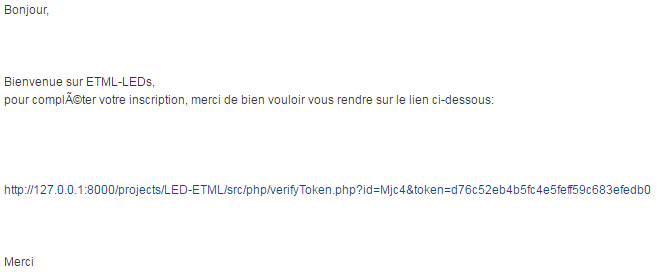 Bonjour,
Bienvenue sur ETML-LEDs,
pour complÃ©ter votre inscription, merci de bien vouloir vous rendre sur le lien ci-dessous:
http://127.0.0.1:8000/projects/LED-ETML/src/php/verifyToken.php?id=Mjc4&token=d76c52eb4b5fc4e5feff59c683efedb0
Merci